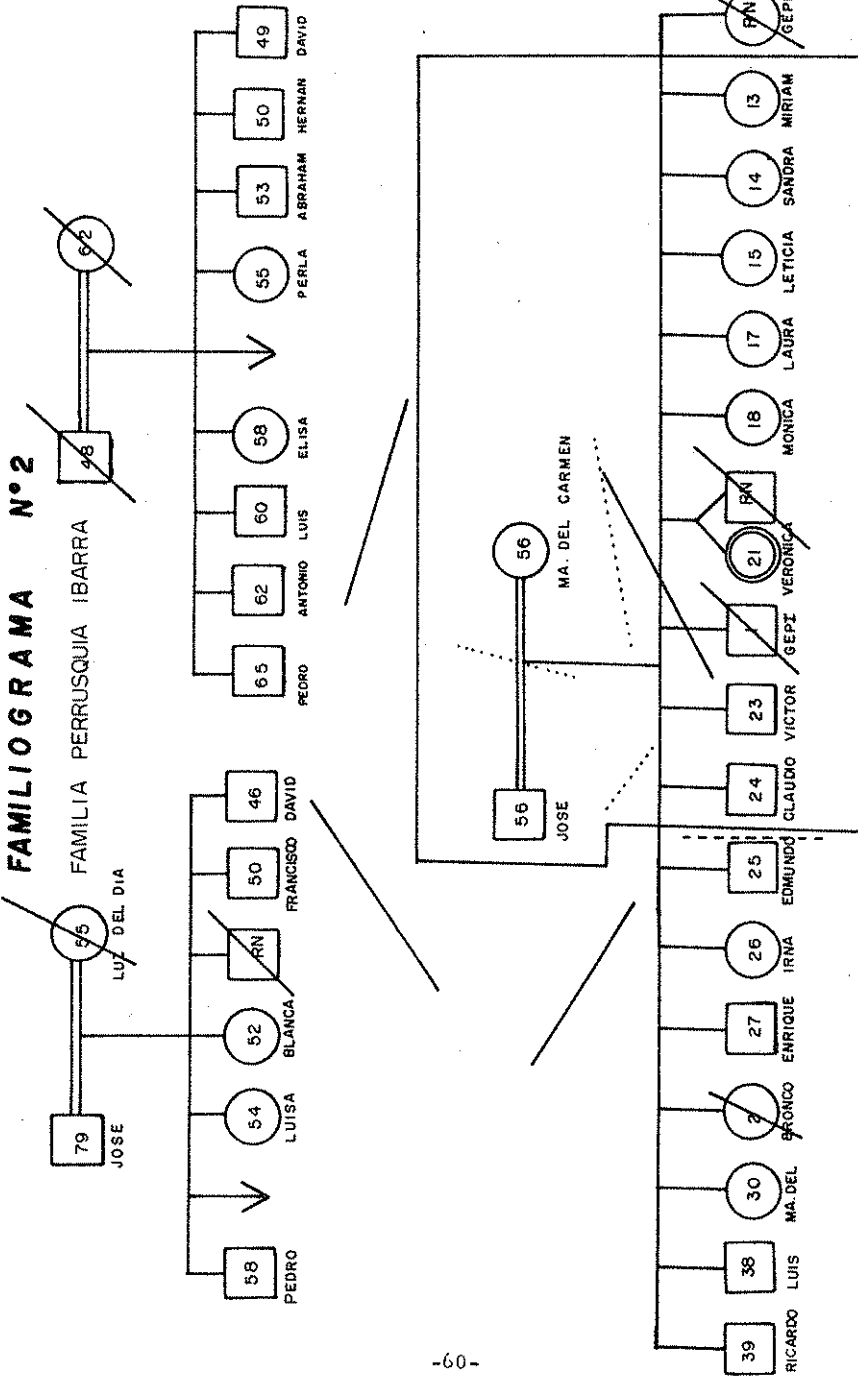 FAMILIOGRAMA N°2
FAMILIA PERRUSQUIA IBARRA
79 55
JOSE LUZ DEL DIA
48 62
58 54 52 RN 50 46
PEDRO LUISA BLANCA FRANCISCO DAVID
65 62 60 58 55 53 50 49
PEDRO ANTONIO LUIS ELISA PERLA ABRAHAM HERNAN DAVID
56 56
JOSE MA. DEL CARMEN
39 38 30 2 27 26 25 24 23 1 21 RN 18 17 15 14 13 RN
RICARDO LUIS MA. DEL BRONCO ENRIQUE IRNA EDMUNDO CLAUDIO VICTOR GEPI VERONICA MONICA LAURA LETICIA SANDRA MIRIAM
-60-